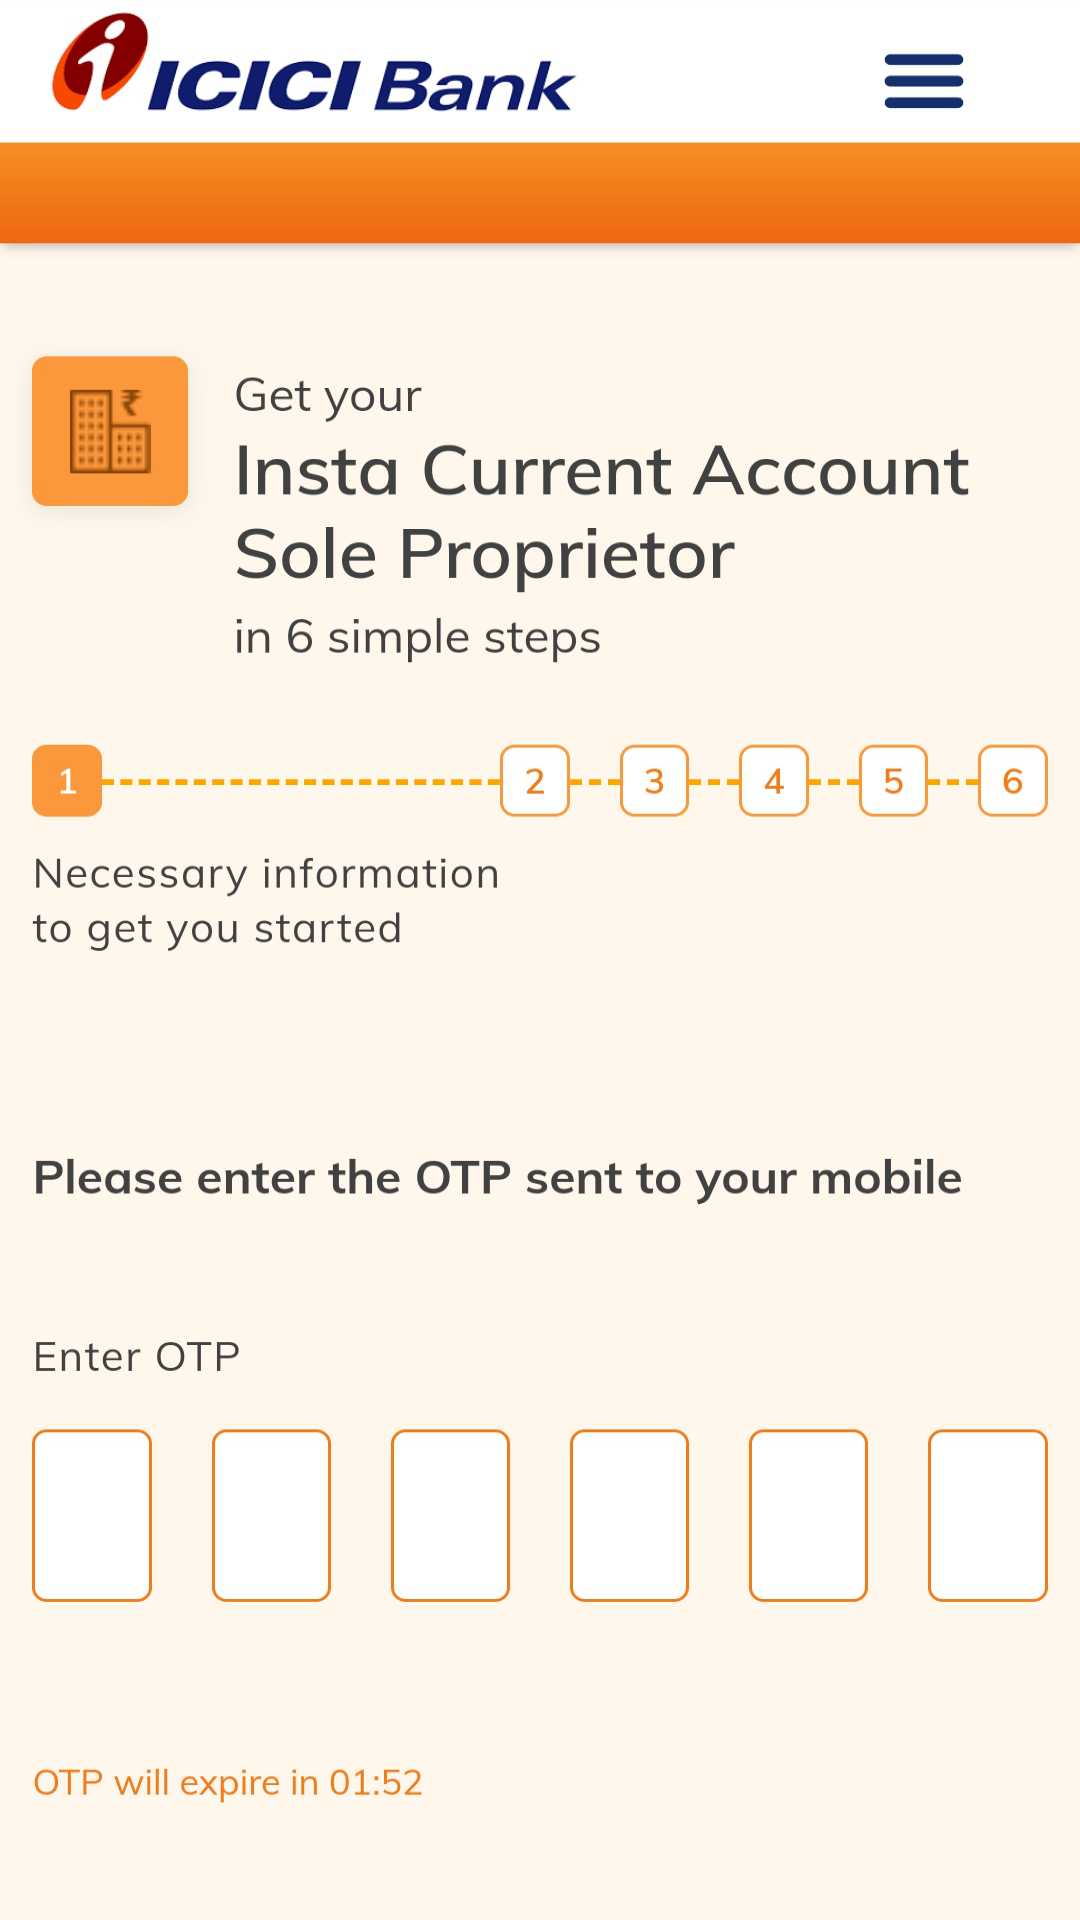 ICICI Bank
Get your
Insta Current Account
Sole Proprietor
in 6 simple steps
1 2 3 4 5 6
Necessary information
to get you started
Please enter the OTP sent to your mobile
Enter OTP
OTP will expire in 01:52